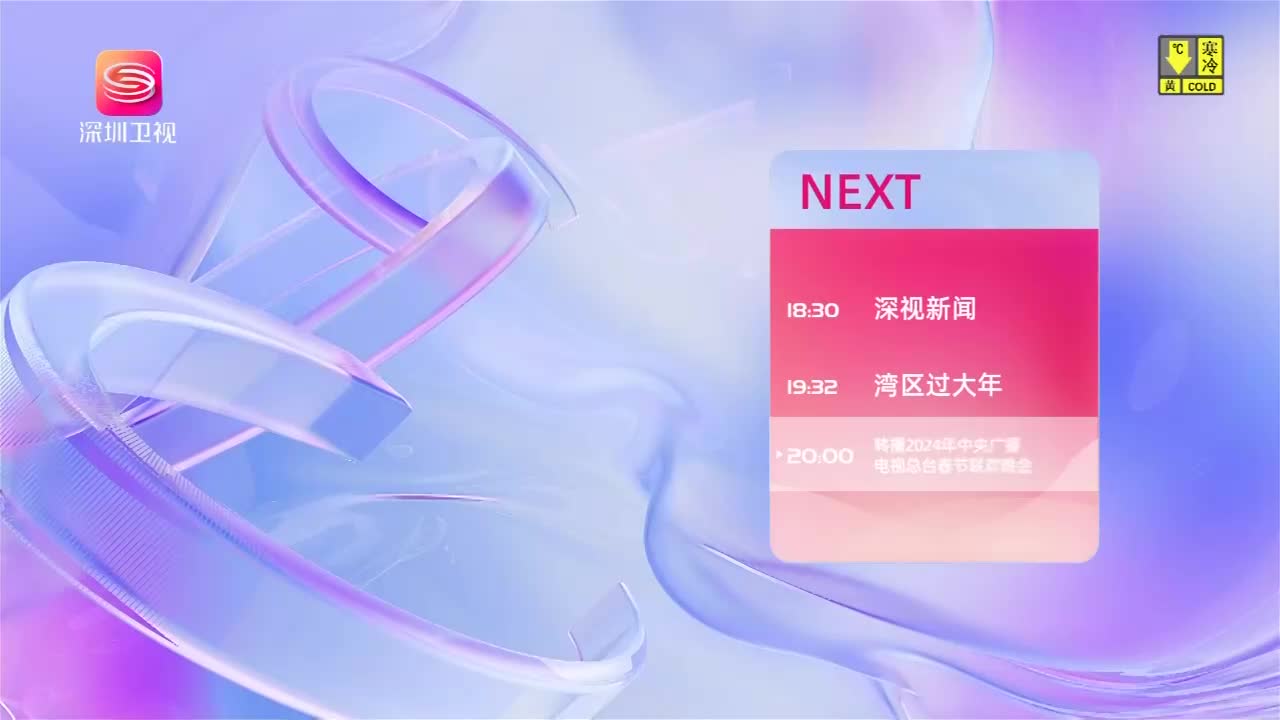 深圳卫视
℃ 寒冷
黄 COLD
NEXT
18:30 深视新闻
19:32 湾区过大年
20:00 转播2024年中央广播
电视总台春节联欢晚会